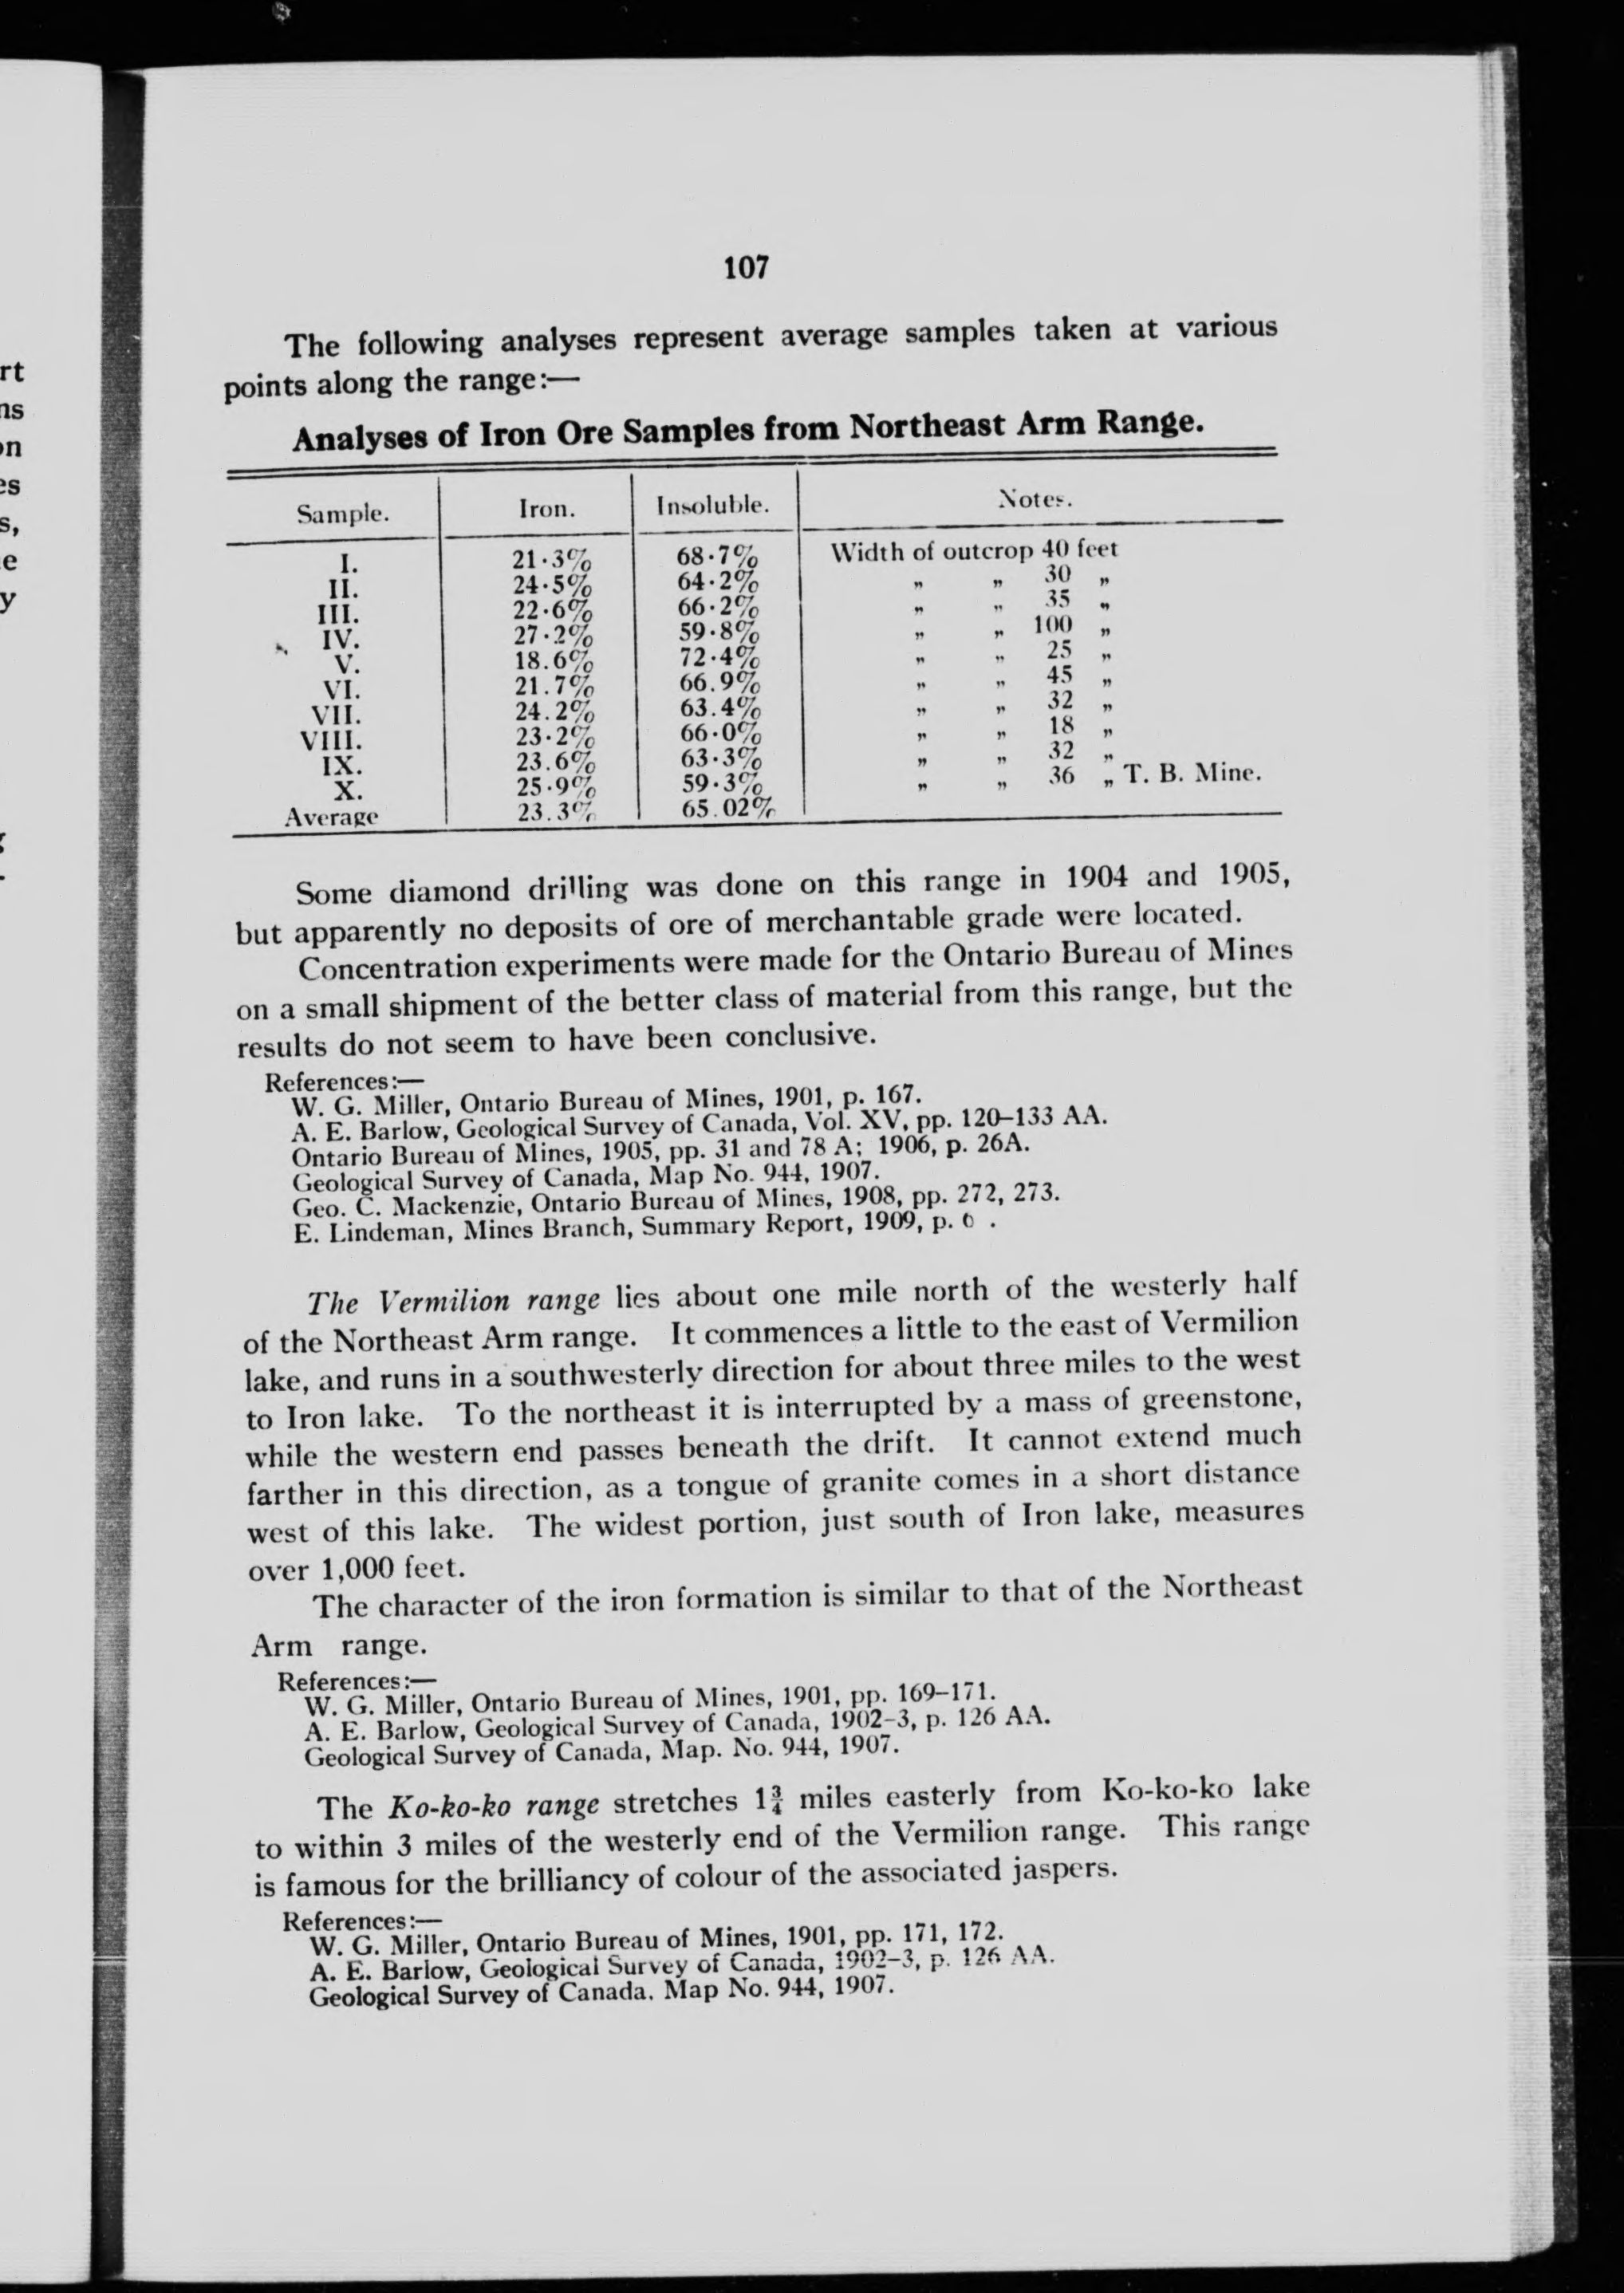 107
The following analyses represent average samples taken at various
points along the range:—
Analyses of Iron Ore Samples from Northeast Arm Range.
Sample. Iron. Insoluble. Notes.
I. 21·3% 68·7% Width of outcrop 40 feet
II. 24·5% 64·2% „ „ 30 „
III. 22·6% 66·2% „ „ 35 „
IV. 27·2% 59·8% „ „ 100 „
V. 18.6% 72·4% „ „ 25 „
VI. 21.7% 66.9% „ „ 45 „
VII. 24.2% 63.4% „ „ 32 „
VIII. 23·2% 66·0% „ „ 18 „
IX. 23.6% 63·3% „ „ 32 „
X. 25·9% 59·3% „ „ 36 „ T. B. Mine.
Average 23.3% 65.02%
Some diamond drilling was done on this range in 1904 and 1905,
but apparently no deposits of ore of merchantable grade were located.
Concentration experiments were made for the Ontario Bureau of Mines
on a small shipment of the better class of material from this range, but the
results do not seem to have been conclusive.
References:—
W. G. Miller, Ontario Bureau of Mines, 1901, p. 167.
A. E. Barlow, Geological Survey of Canada, Vol. XV, pp. 120–133 AA.
Ontario Bureau of Mines, 1905, pp. 31 and 78 A; 1906, p. 26A.
Geological Survey of Canada, Map No. 944, 1907.
Geo. C. Mackenzie, Ontario Bureau of Mines, 1908, pp. 272, 273.
E. Lindeman, Mines Branch, Summary Report, 1909, p.
The Vermilion range lies about one mile north of the westerly half
of the Northeast Arm range. It commences a little to the east of Vermilion
lake, and runs in a southwesterly direction for about three miles to the west
to Iron lake. To the northeast it is interrupted by a mass of greenstone,
while the western end passes beneath the drift. It cannot extend much
farther in this direction, as a tongue of granite comes in a short distance
west of this lake. The widest portion, just south of Iron lake, measures
over 1,000 feet.
The character of the iron formation is similar to that of the Northeast
Arm range.
References:—
W. G. Miller, Ontario Bureau of Mines, 1901, pp. 169–171.
A. E. Barlow, Geological Survey of Canada, 1902–3, p. 126 AA.
Geological Survey of Canada, Map. No. 944, 1907.
The Ko-ko-ko range stretches 1¾ miles easterly from Ko-ko-ko lake
to within 3 miles of the westerly end of the Vermilion range. This range
is famous for the brilliancy of colour of the associated jaspers.
References:—
W. G. Miller, Ontario Bureau of Mines, 1901, pp. 171, 172.
A. E. Barlow, Geological Survey of Canada, 1902–3, p. 126 AA.
Geological Survey of Canada. Map No. 944, 1907.